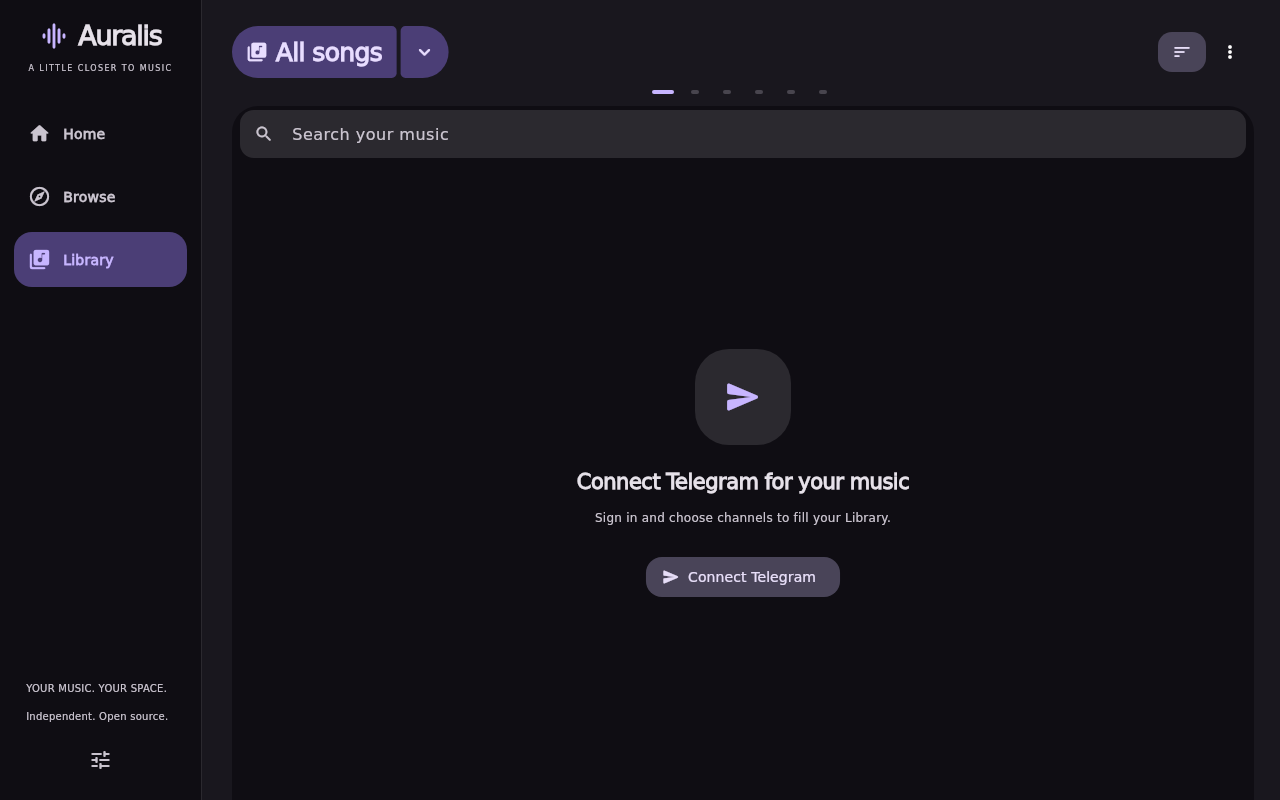 Auralis
A LITTLE CLOSER TO MUSIC
Home
Browse
Library
YOUR MUSIC. YOUR SPACE.
Independent. Open source.
All songs
Search your music
Connect Telegram for your music
Sign in and choose channels to fill your Library.
Connect Telegram